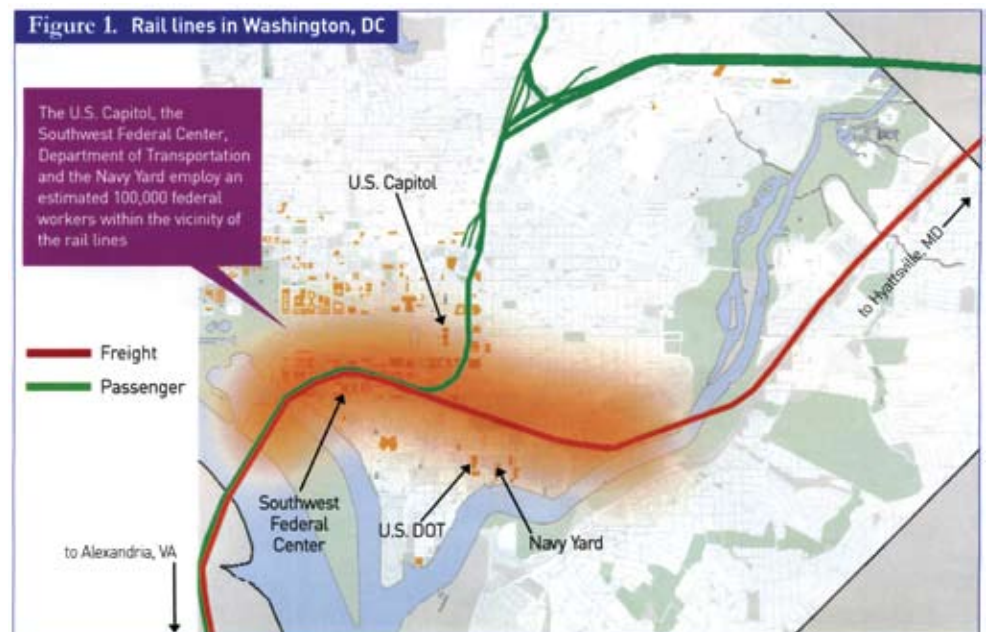 Figure 1. Rail lines in Washington, DC
The U.S. Capitol, the
Southwest Federal Center,
Department of Transportation
and the Navy Yard employ an
estimated 100,000 federal
workers within the vicinity of
the rail lines
U.S. Capitol
to Hyattsville, MD
Freight
Passenger
Southwest
Federal
Center
U.S. DOT
Navy Yard
to Alexandria, VA